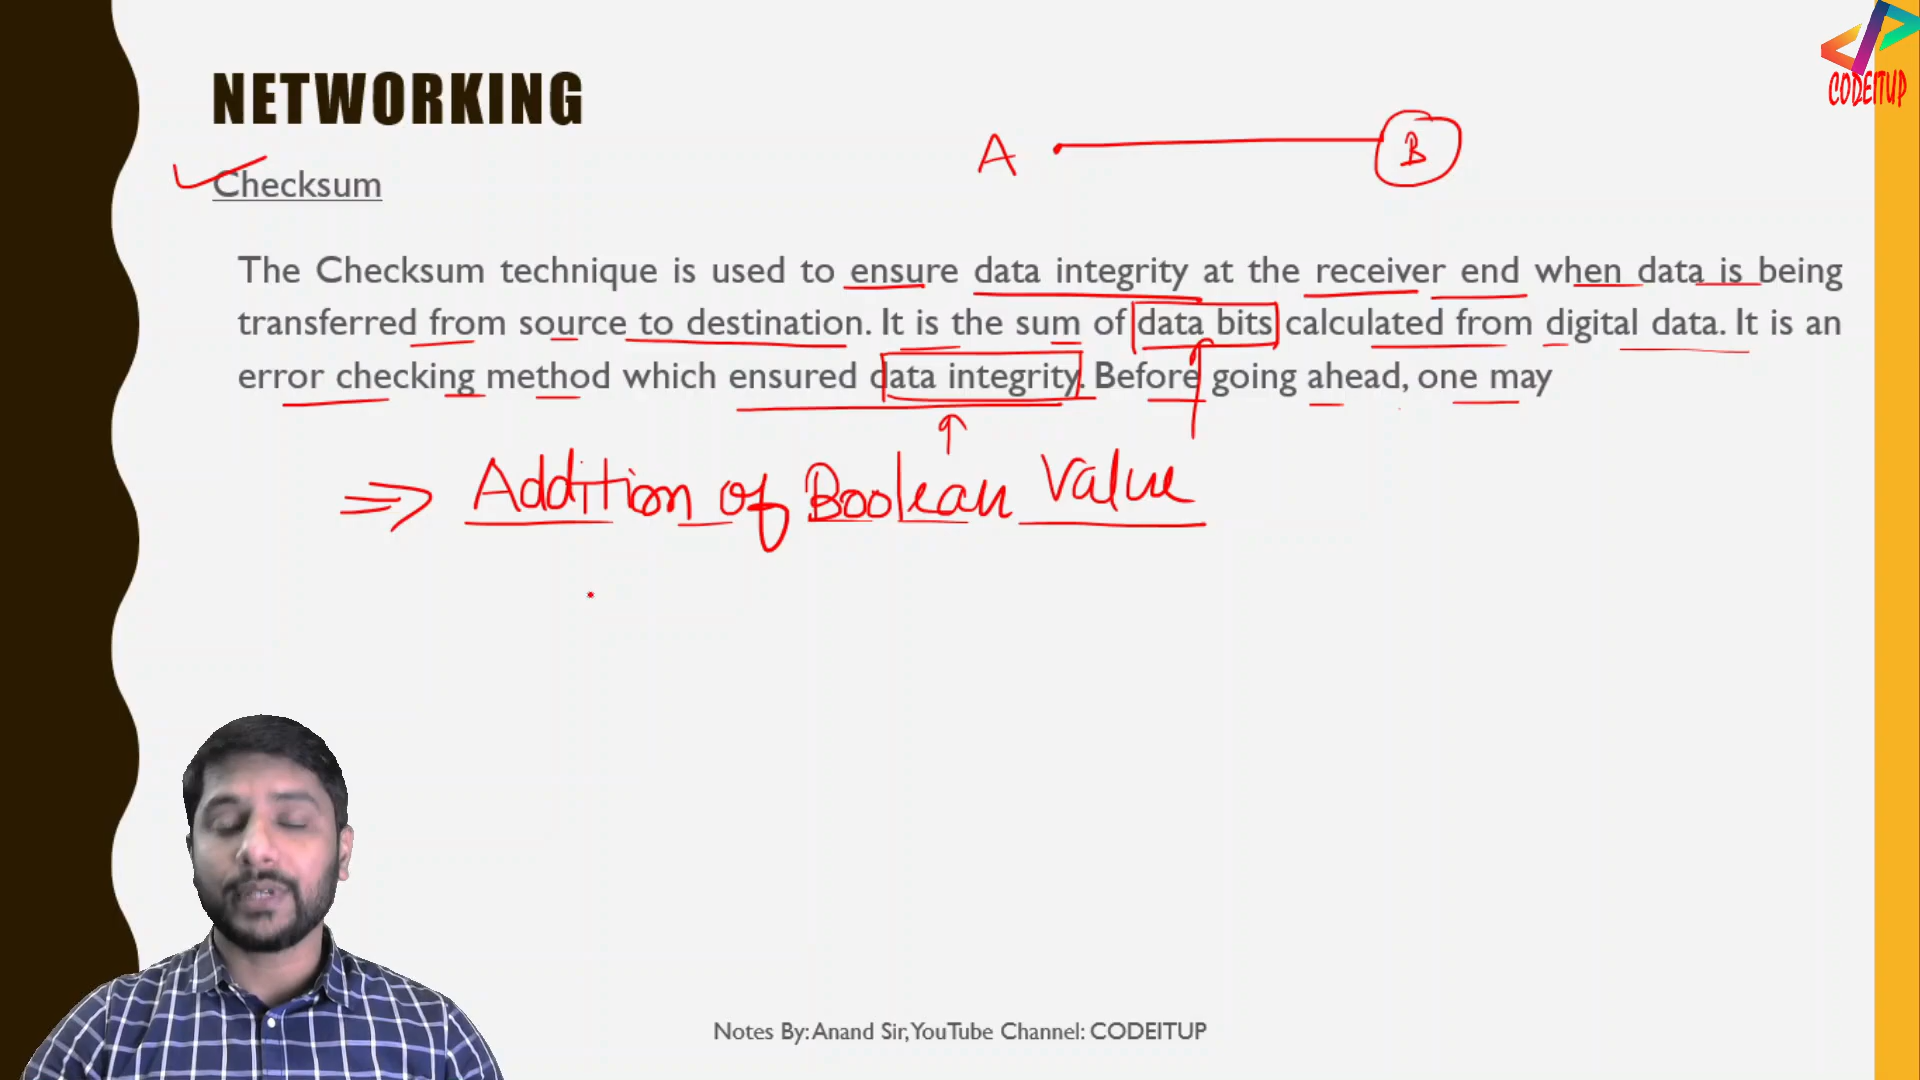 CODEITUP
NETWORKING
A B
Checksum
The Checksum technique is used to ensure data integrity at the receiver end when data is being
transferred from source to destination. It is the sum of data bits calculated from digital data. It is an
error checking method which ensured data integrity. Before going ahead, one may
⇒ Addition of Boolean Value
Notes By: Anand Sir, YouTube Channel: CODEITUP